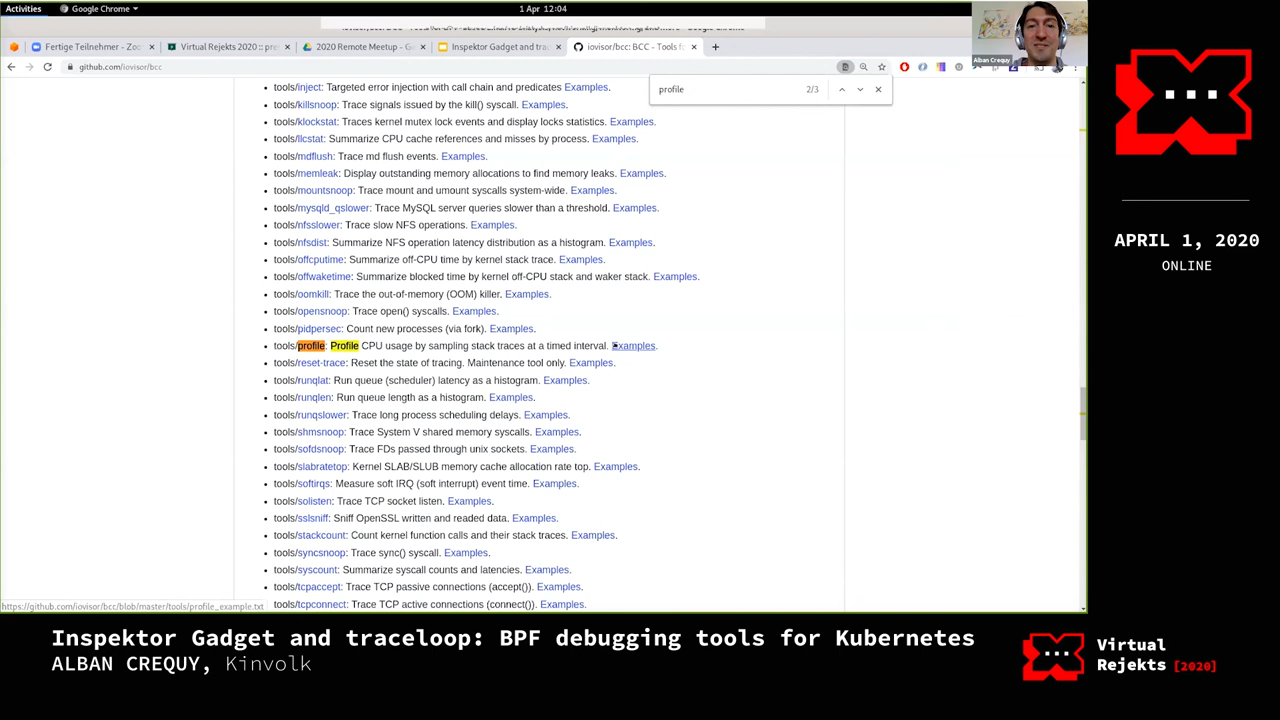 Activities
Google Chrome
1 Apr 12:04
Fertige Teilnehmer - Zoo
Virtual Rejekts 2020 :: pres
2020 Remote Meetup - G
Inspektor Gadget and trac
iovisor/bcc: BCC - Tools f
github.com/iovisor/bcc
Alban Crequy
profile
2/3
tools/inject: Targeted error injection with call chain and predicates Examples.
tools/killsnoop: Trace signals issued by the kill() syscall. Examples.
tools/klockstat: Traces kernel mutex lock events and display locks statistics. Examples.
tools/llcstat: Summarize CPU cache references and misses by process. Examples.
tools/mdflush: Trace md flush events. Examples.
tools/memleak: Display outstanding memory allocations to find memory leaks. Examples.
tools/mountsnoop: Trace mount and umount syscalls system-wide. Examples.
tools/mysqld_qslower: Trace MySQL server queries slower than a threshold. Examples.
tools/nfsslower: Trace slow NFS operations. Examples.
tools/nfsdist: Summarize NFS operation latency distribution as a histogram. Examples.
tools/offcputime: Summarize off-CPU time by kernel stack trace. Examples.
tools/offwaketime: Summarize blocked time by kernel off-CPU stack and waker stack. Examples.
tools/oomkill: Trace the out-of-memory (OOM) killer. Examples.
tools/opensnoop: Trace open() syscalls. Examples.
tools/pidpersec: Count new processes (via fork). Examples.
tools/profile: Profile CPU usage by sampling stack traces at a timed interval. Examples.
tools/reset-trace: Reset the state of tracing. Maintenance tool only. Examples.
tools/runqlat: Run queue (scheduler) latency as a histogram. Examples.
tools/runqlen: Run queue length as a histogram. Examples.
tools/runqslower: Trace long process scheduling delays. Examples.
tools/shmsnoop: Trace System V shared memory syscalls. Examples.
tools/sofdsnoop: Trace FDs passed through unix sockets. Examples.
tools/slabratetop: Kernel SLAB/SLUB memory cache allocation rate top. Examples.
tools/softirqs: Measure soft IRQ (soft interrupt) event time. Examples.
tools/solisten: Trace TCP socket listen. Examples.
tools/sslsniff: Sniff OpenSSL written and readed data. Examples.
tools/stackcount: Count kernel function calls and their stack traces. Examples.
tools/syncsnoop: Trace sync() syscall. Examples.
tools/syscount: Summarize syscall counts and latencies. Examples.
tools/tcpaccept: Trace TCP passive connections (accept()). Examples.
tools/tcpconnect: Trace TCP active connections (connect()). Examples.
https://github.com/iovisor/bcc/blob/master/tools/profile_example.txt
APRIL 1, 2020
ONLINE
Inspektor Gadget and traceloop: BPF debugging tools for Kubernetes
ALBAN CREQUY, Kinvolk
Virtual
Rejekts [2020]